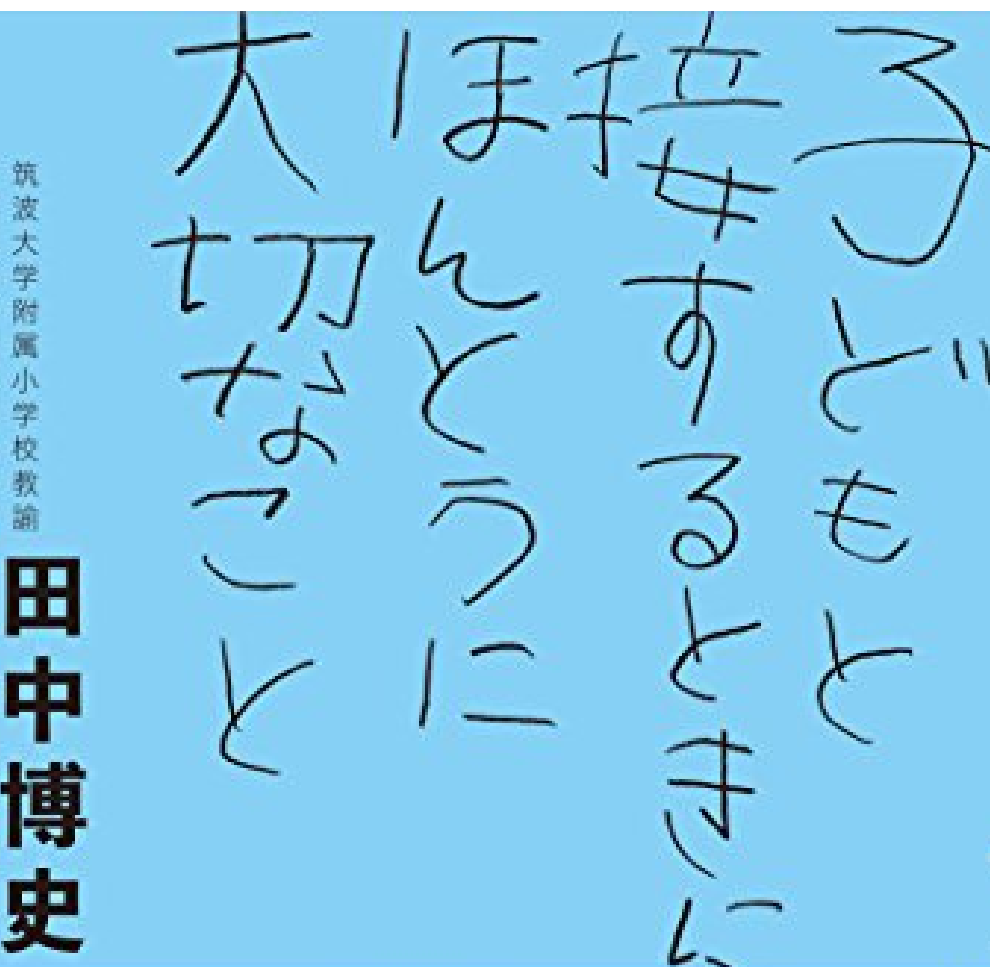 子どもと
接するときに
ほんとうに
大切なこと
筑波大学附属小学校教諭
田中博史